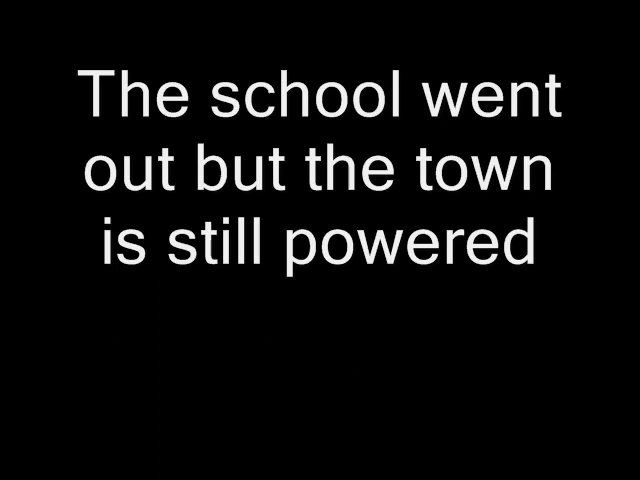 The school went
out but the town
is still powered